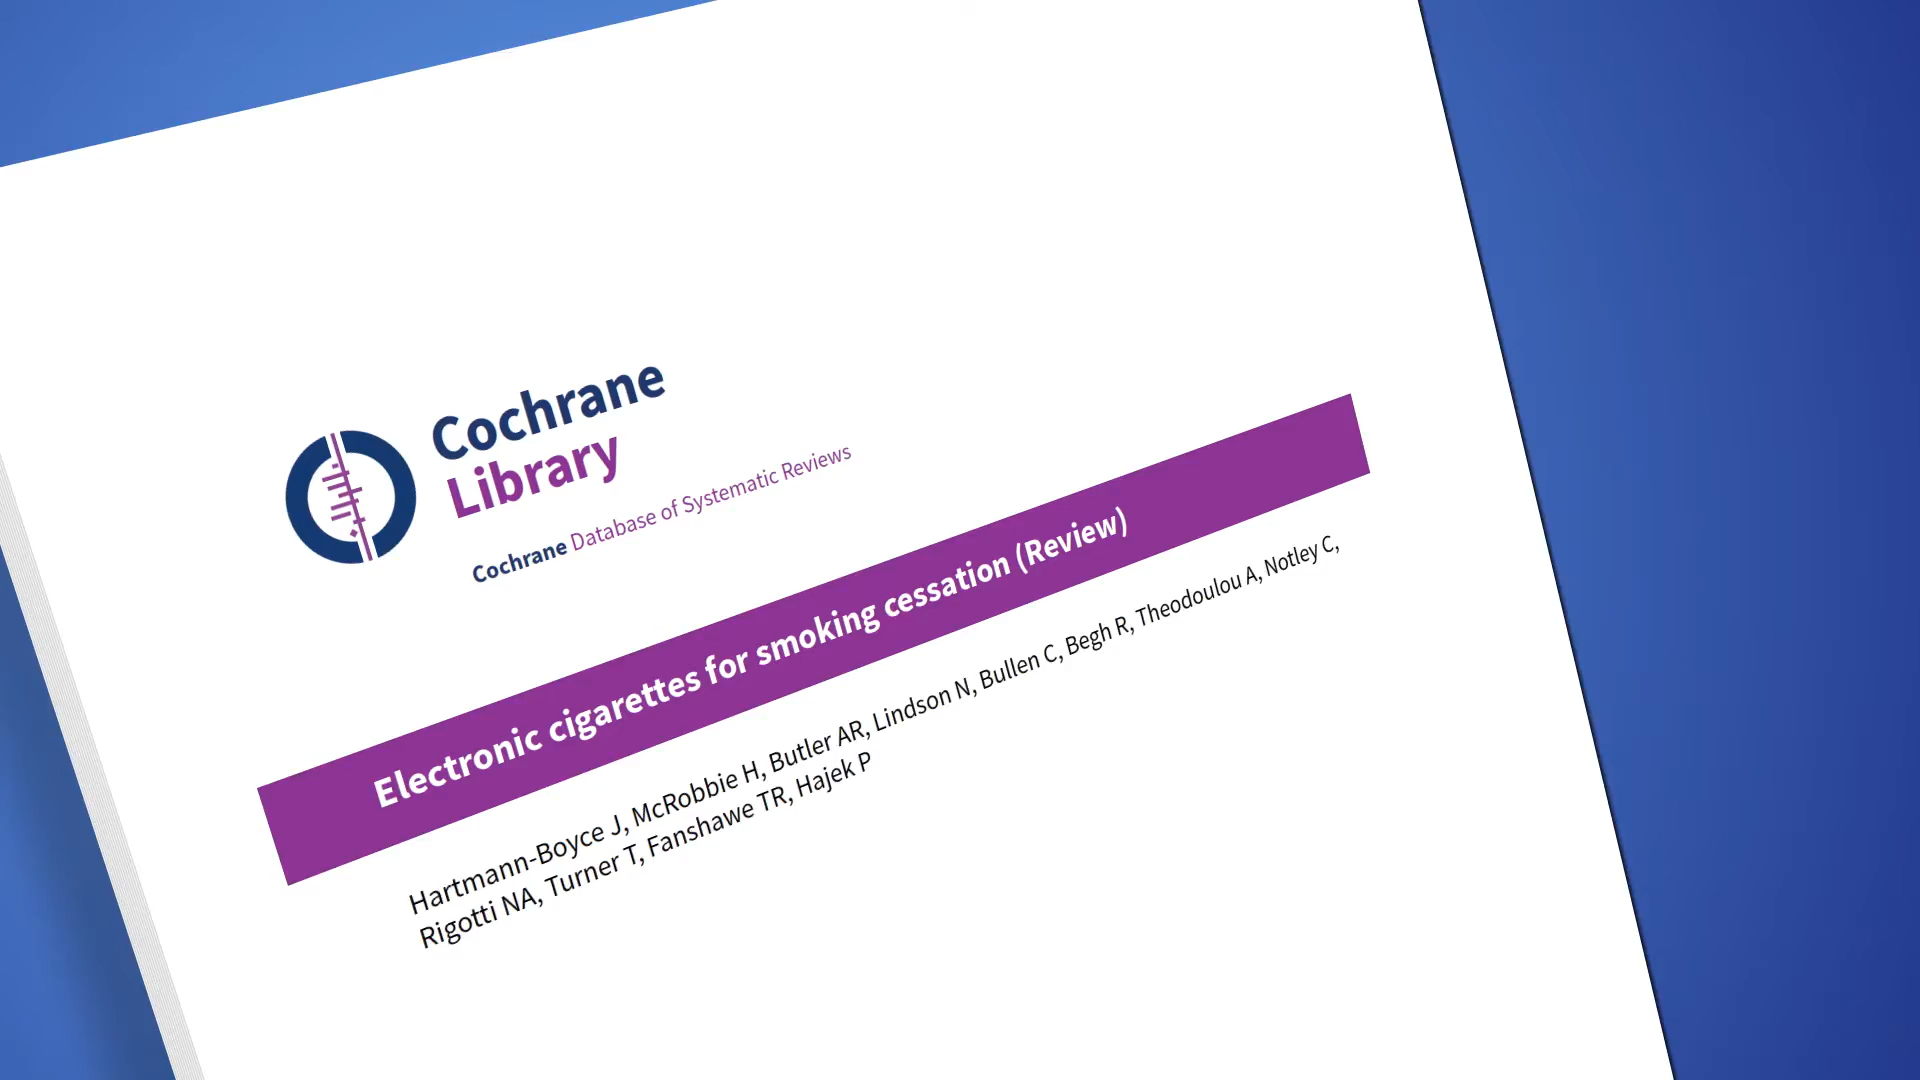 Cochrane
Library
Cochrane Database of Systematic Reviews
Electronic cigarettes for smoking cessation (Review)
Hartmann-Boyce J, McRobbie H, Butler AR, Lindson N, Bullen C, Begh R, Theodoulou A, Notley C,
Rigotti NA, Turner T, Fanshawe TR, Hajek P